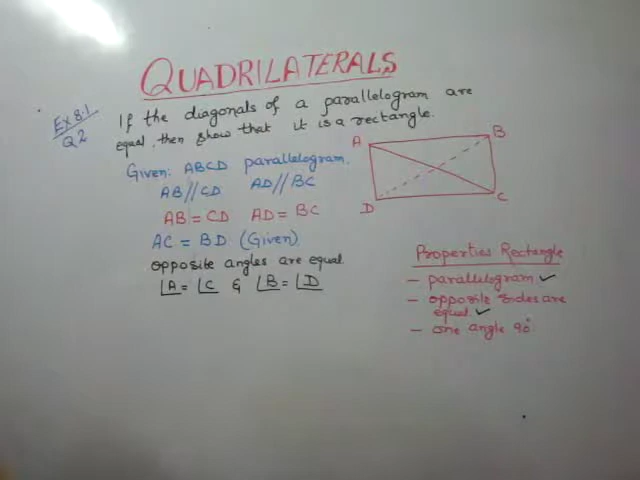 QUADRILATERALS
Ex 8.1
Q2
If the diagonals of a parallelogram are
equal, then show that it is a rectangle.
Given: ABCD parallelogram.
AB//CD AD//BC
AB = CD AD = BC
AC = BD (Given)
opposite angles are equal
∠A = ∠C & ∠B = ∠D
A
B
D
C
Properties Rectangle
- parallelogram ✓
- opposite sides are
equal ✓
- one angle 90°